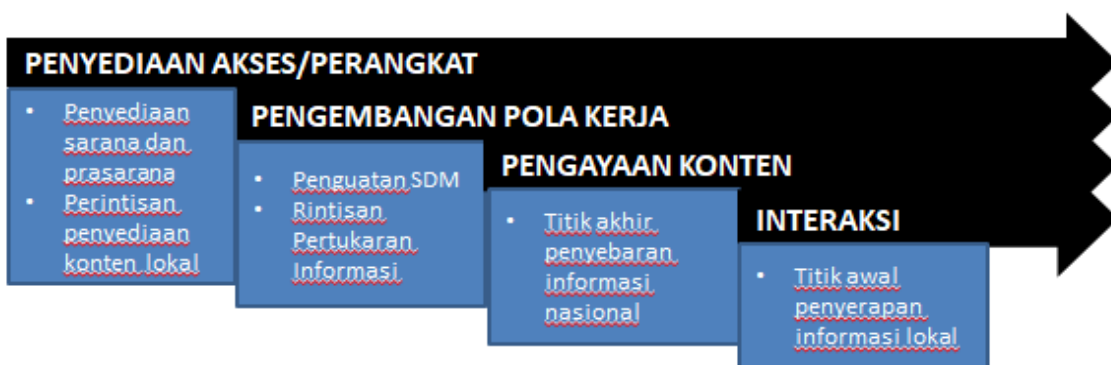 PENYEDIAAN AKSES/PERANGKAT
• Penyediaan
sarana dan
prasarana
• Perintisan
penyediaan
konten lokal
PENGEMBANGAN POLA KERJA
• Penguatan SDM
• Rintisan
Pertukaran
Informasi
PENGAYAAN KONTEN
• Titik akhir
penyebaran
informasi
nasional
INTERAKSI
• Titik awal
penyerapan
informasi lokal